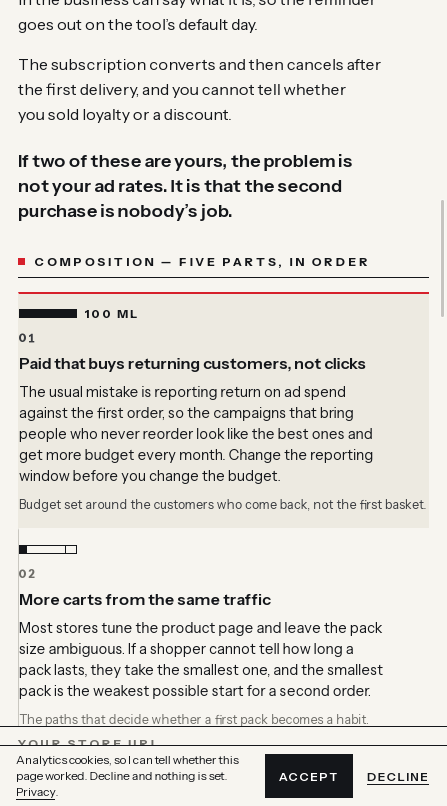 in the business can say what it is, so the reminder
goes out on the tool's default day.
The subscription converts and then cancels after
the first delivery, and you cannot tell whether
you sold loyalty or a discount.
If two of these are yours, the problem is
not your ad rates. It is that the second
purchase is nobody's job.
COMPOSITION — FIVE PARTS, IN ORDER
100 ML
01
Paid that buys returning customers, not clicks
The usual mistake is reporting return on ad spend
against the first order, so the campaigns that bring
people who never reorder look like the best ones and
get more budget every month. Change the reporting
window before you change the budget.
Budget set around the customers who come back, not the first basket.
02
More carts from the same traffic
Most stores tune the product page and leave the pack
size ambiguous. If a shopper cannot tell how long a
pack lasts, they take the smallest one, and the smallest
pack is the weakest possible start for a second order.
The paths that decide whether a first pack becomes a habit.
YOUR STORE URL
Analytics cookies, so I can tell whether this
page worked. Decline and nothing is set.
Privacy.
ACCEPT
DECLINE